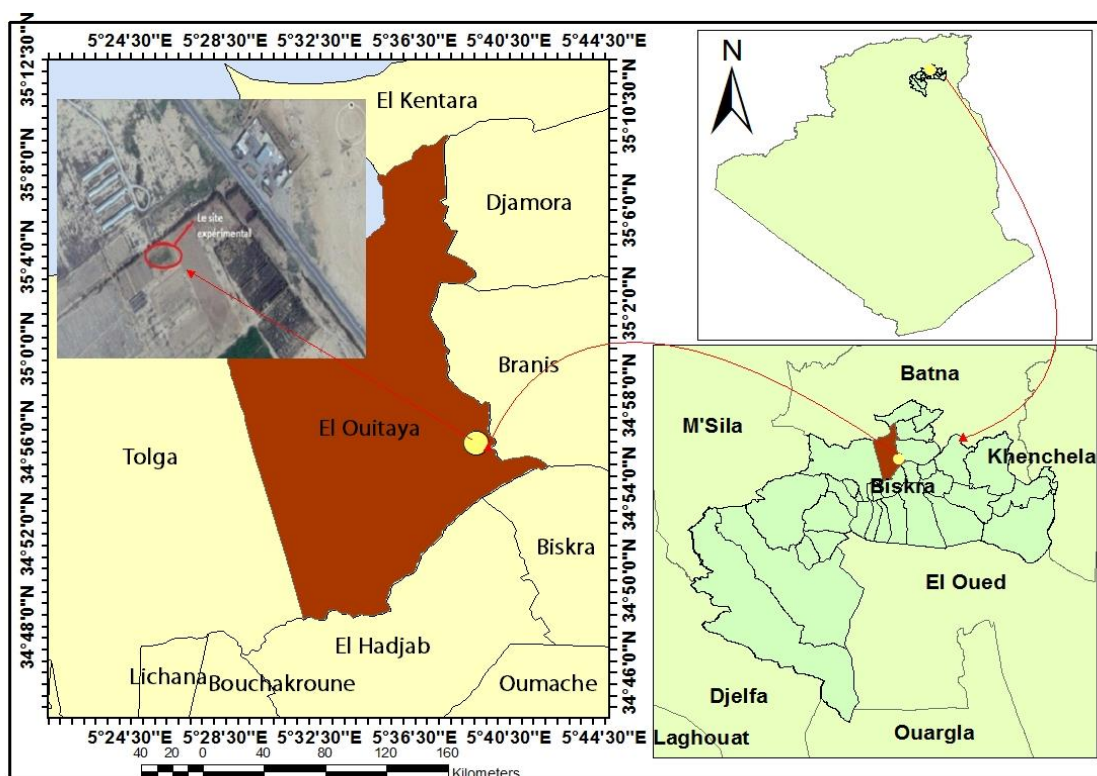 5°24'30"E 5°28'30"E 5°32'30"E 5°36'30"E 5°40'30"E 5°44'30"E
35°12'30"N
35°8'0"N
35°4'0"N
35°0'0"N
34°56'0"N
34°52'0"N
34°48'0"N
El Kentara
Le site
expérimental
Djamora
Branis
El Ouitaya
Tolga
Biskra
El Hadjab
Lichana
Bouchakroune
Oumache
35°10'30"N
35°6'0"N
35°2'0"N
34°58'0"N
34°54'0"N
34°50'0"N
34°46'0"N
5°24'30"E 5°28'30"E 5°32'30"E 5°36'30"E 5°40'30"E 5°44'30"E
40 20 0 40 80 120 160
Kilometers
N
Batna
M'Sila
Khenchela
Biskra
El Oued
Djelfa
Laghouat
Ouargla